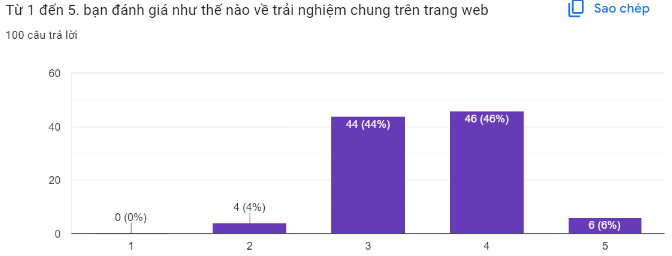 Từ 1 đến 5. bạn đánh giá như thế nào về trải nghiệm chung trên trang web
Sao chép
100 câu trả lời
60
40
20
0
0 (0%)
4 (4%)
44 (44%)
46 (46%)
6 (6%)
1 2 3 4 5